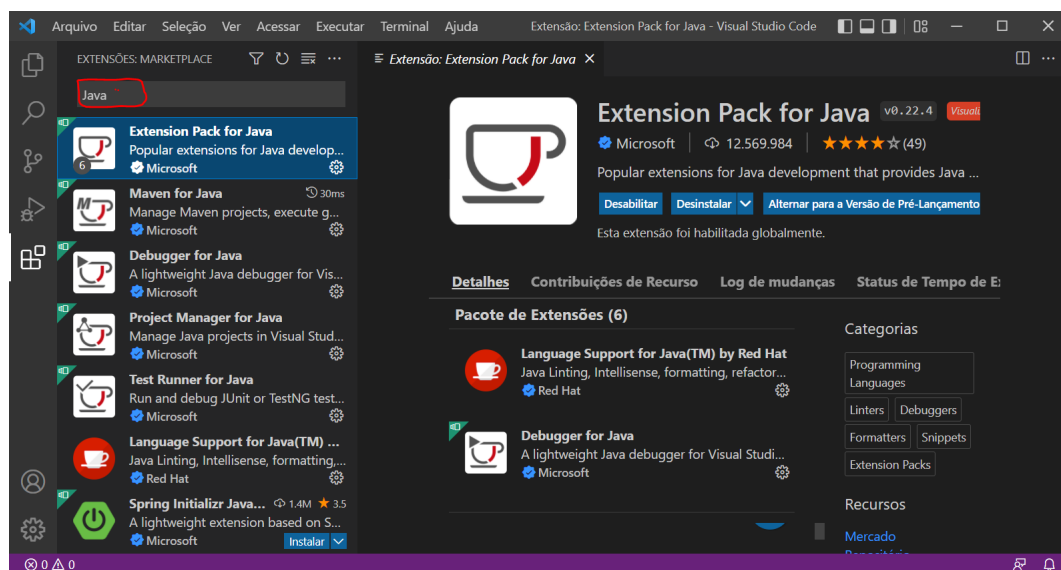 Arquivo Editar Seleção Ver Acessar Executar Terminal Ajuda Extensão: Extension Pack for Java - Visual Studio Code
EXTENSÕES: MARKETPLACE
Java
Extension Pack for Java
Popular extensions for Java develop...
Microsoft
6
Maven for Java 30ms
Manage Maven projects, execute g...
Microsoft
Debugger for Java
A lightweight Java debugger for Vis...
Microsoft
Project Manager for Java
Manage Java projects in Visual Stud...
Microsoft
Test Runner for Java
Run and debug JUnit or TestNG test...
Microsoft
Language Support for Java(TM) ...
Java Linting, Intellisense, formatting,...
Red Hat
Spring Initializr Java... 1.4M ★ 3.5
A lightweight extension based on S...
Microsoft Instalar
Extensão: Extension Pack for Java
Extension Pack for Java v0.22.4 Visuali
Microsoft 12.569.984 ★★★★☆(49)
Popular extensions for Java development that provides Java ...
Desabilitar Desinstalar Alternar para a Versão de Pré-Lançamento
Esta extensão foi habilitada globalmente.
Detalhes Contribuições de Recurso Log de mudanças Status de Tempo de E
Pacote de Extensões (6)
Language Support for Java(TM) by Red Hat
Java Linting, Intellisense, formatting, refactor...
Red Hat
Debugger for Java
A lightweight Java debugger for Visual Studi...
Microsoft
Categorias
Programming
Languages
Linters Debuggers
Formatters Snippets
Extension Packs
Recursos
Mercado
0 0